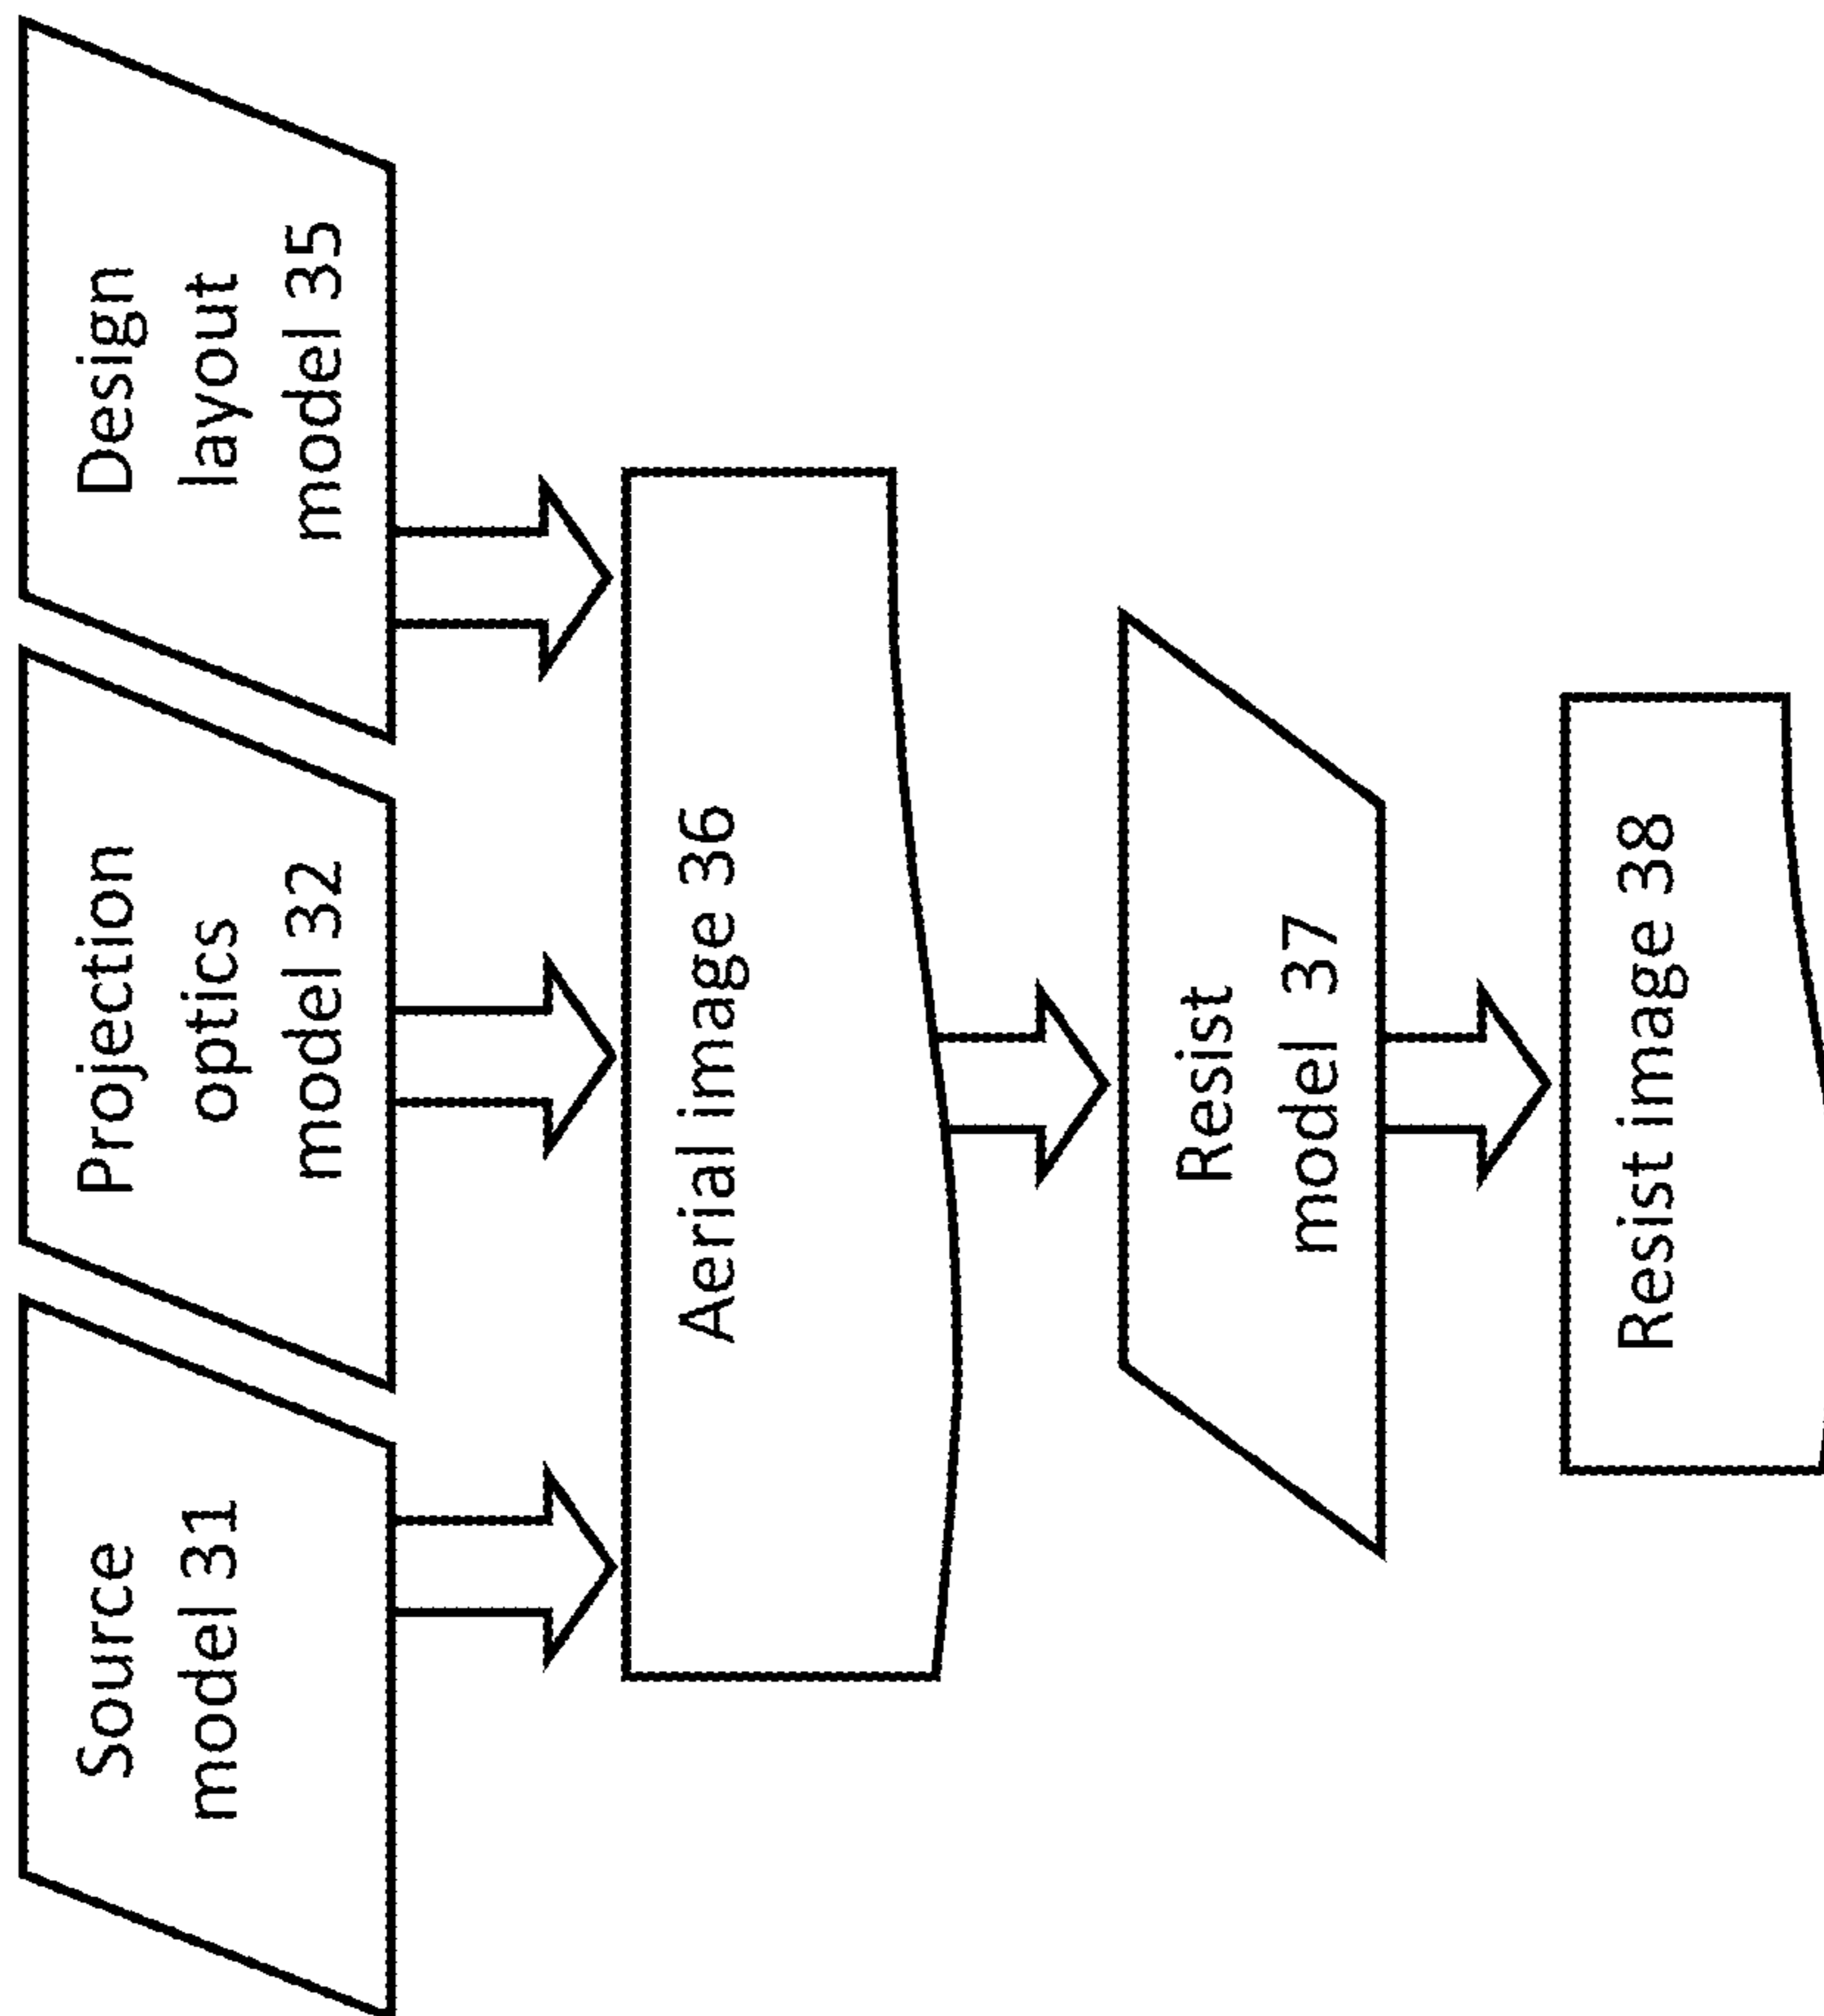 Source
model 31
Projection
optics
model 32
Design
layout
model 35
Aerial image 36
Resist
model 37
Resist image 38